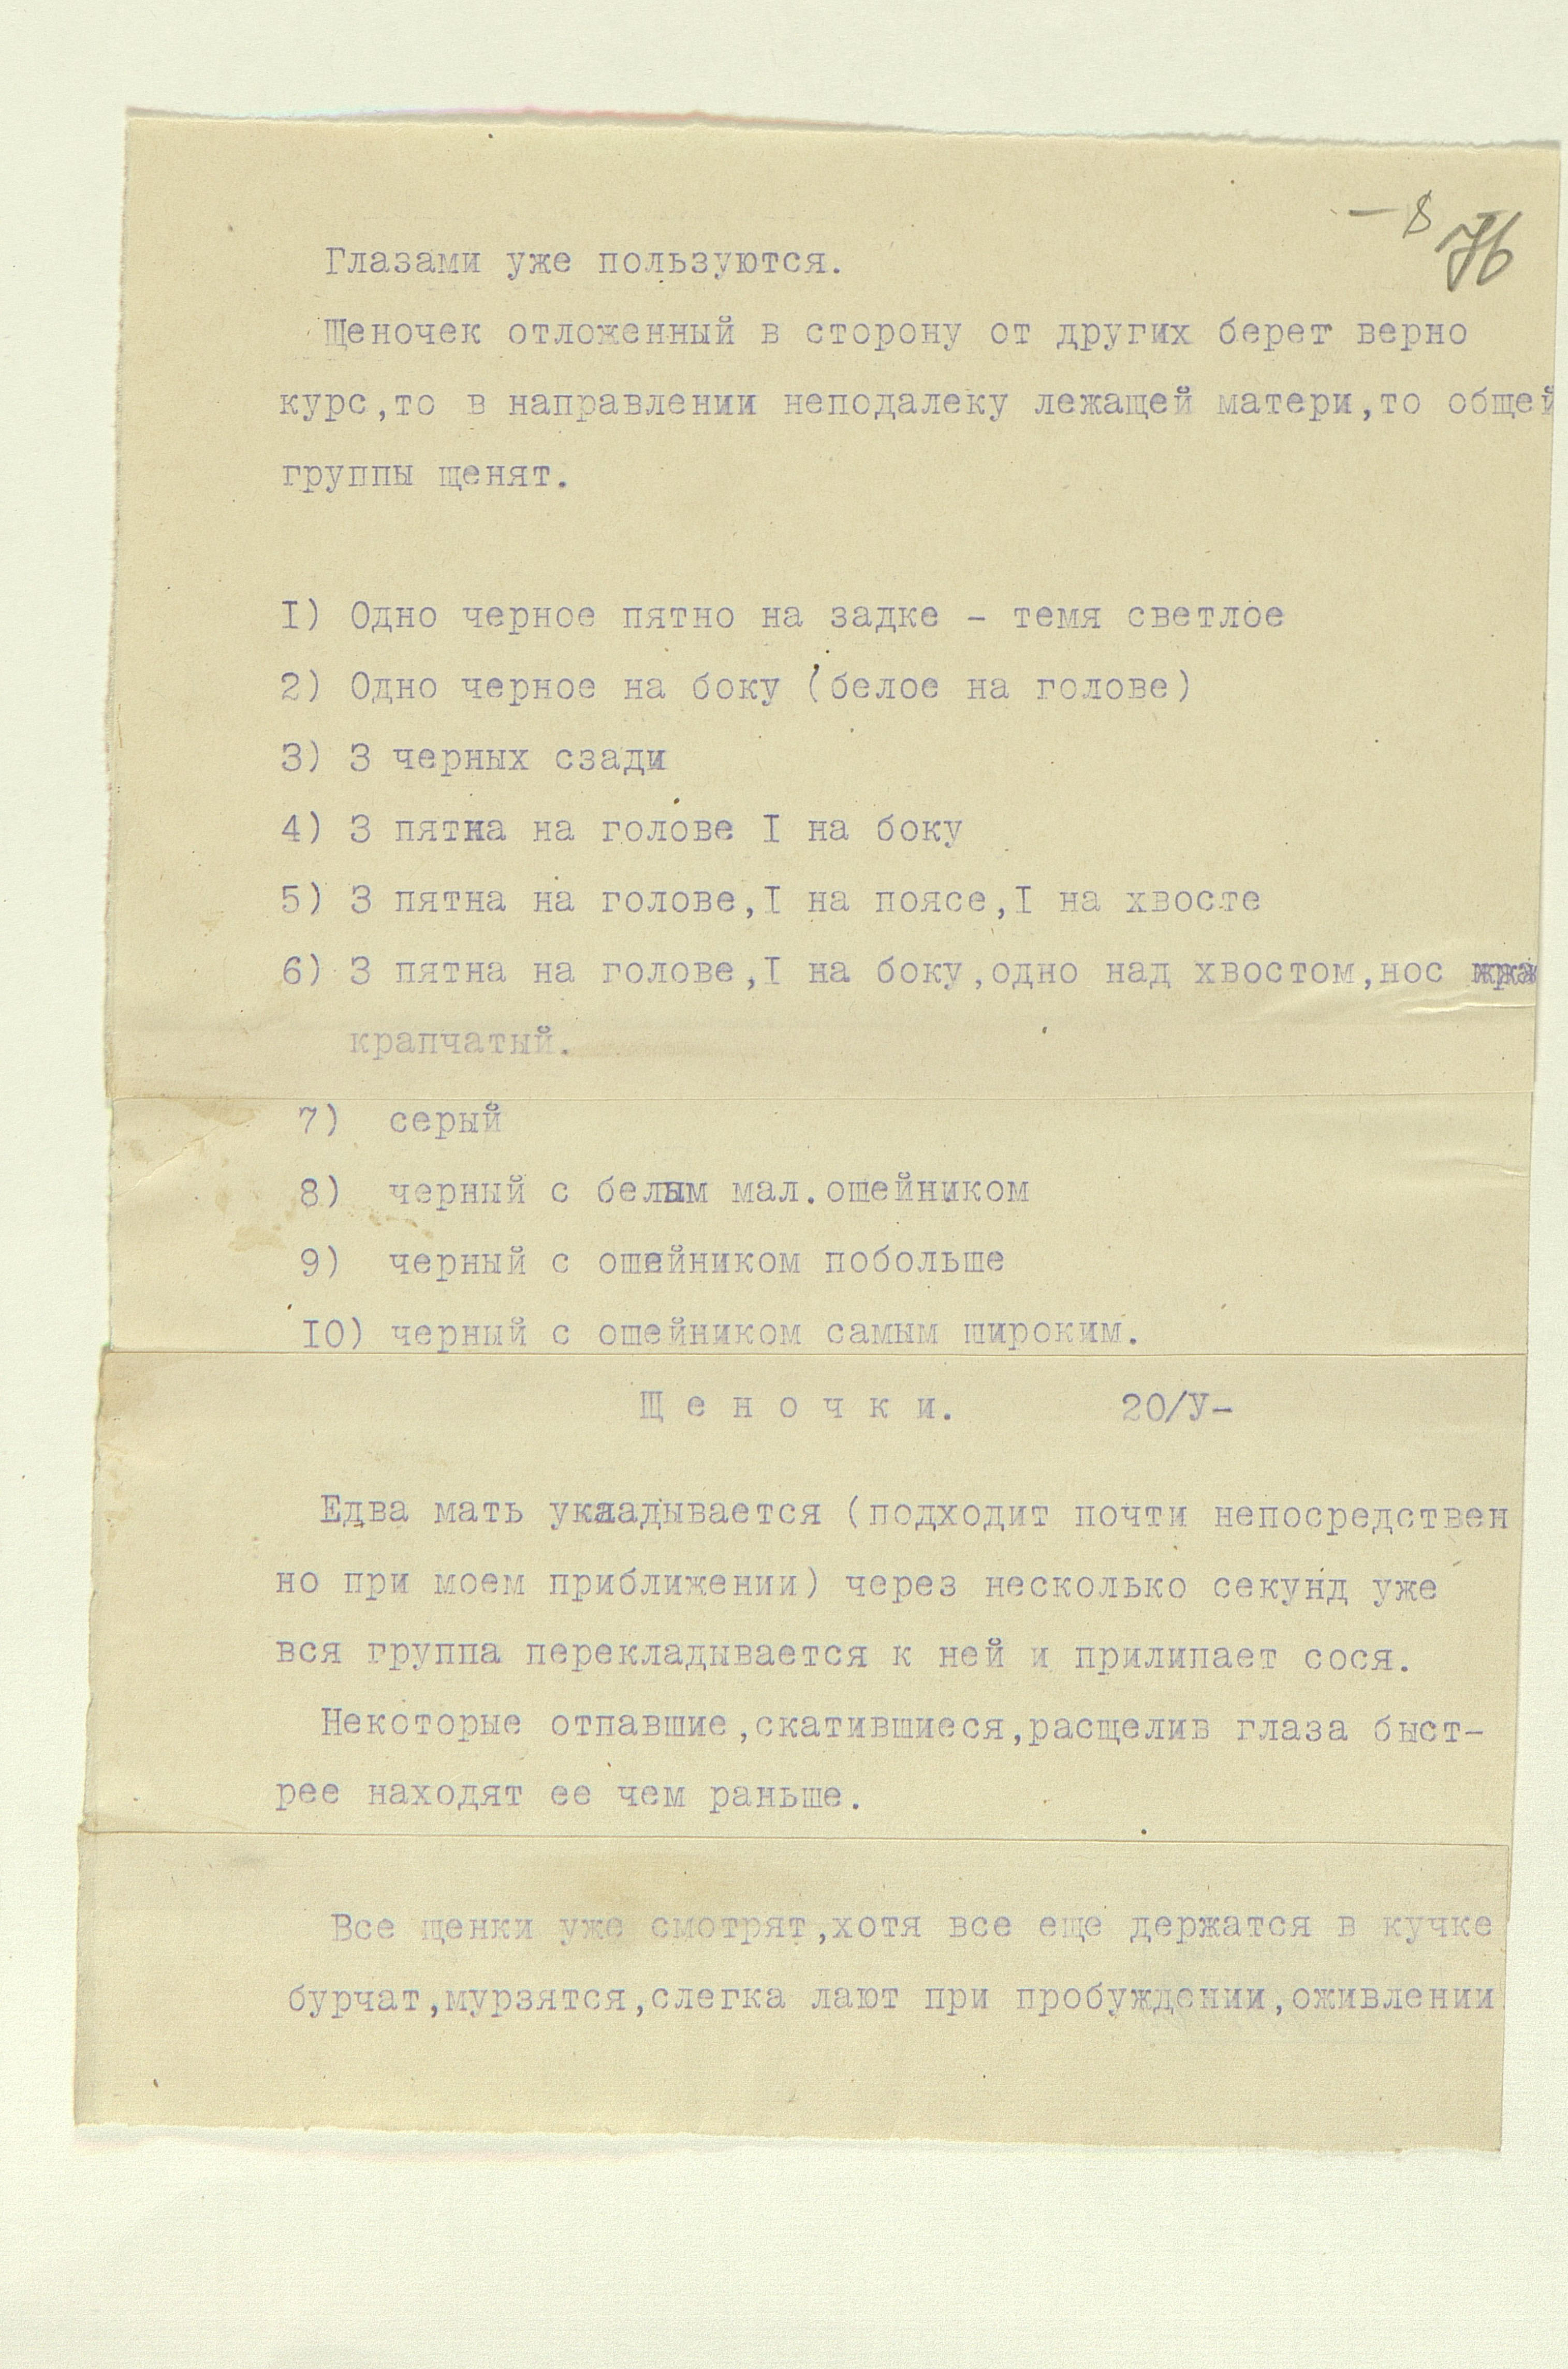 — 8
76
Глазами уже пользуются.
Щеночек отложенный в сторону от других берет верно
курс,то в направлении неподалеку лежащей матери,то общей
группы щенят.
I) Одно черное пятно на задке - темя светлое
2) Одно черное на боку (белое на голове)
3) 3 черных сзади
4) 3 пятна на голове I на боку
5) 3 пятна на голове,I на поясе,I на хвосте
6) 3 пятна на голове,I на боку,одно над хвостом,нос
крапчатый.
7) серый
8) черный с белым мал.ошейником
9) черный с ошейником побольше
I0) черный с ошейником самым широким.
Щ е н о ч к и. 20/У-
Едва мать укладывается (подходит почти непосредствен
но при моем приближении) через несколько секунд уже
вся группа перекладывается к ней и прилипает сося.
Некоторые отпавшие,скатившиеся,расщелив глаза быст-
рее находят ее чем раньше.
Все щенки уже смотрят,хотя все еще держатся в кучке
бурчат,мурзятся,слегка лают при пробуждении,оживлении